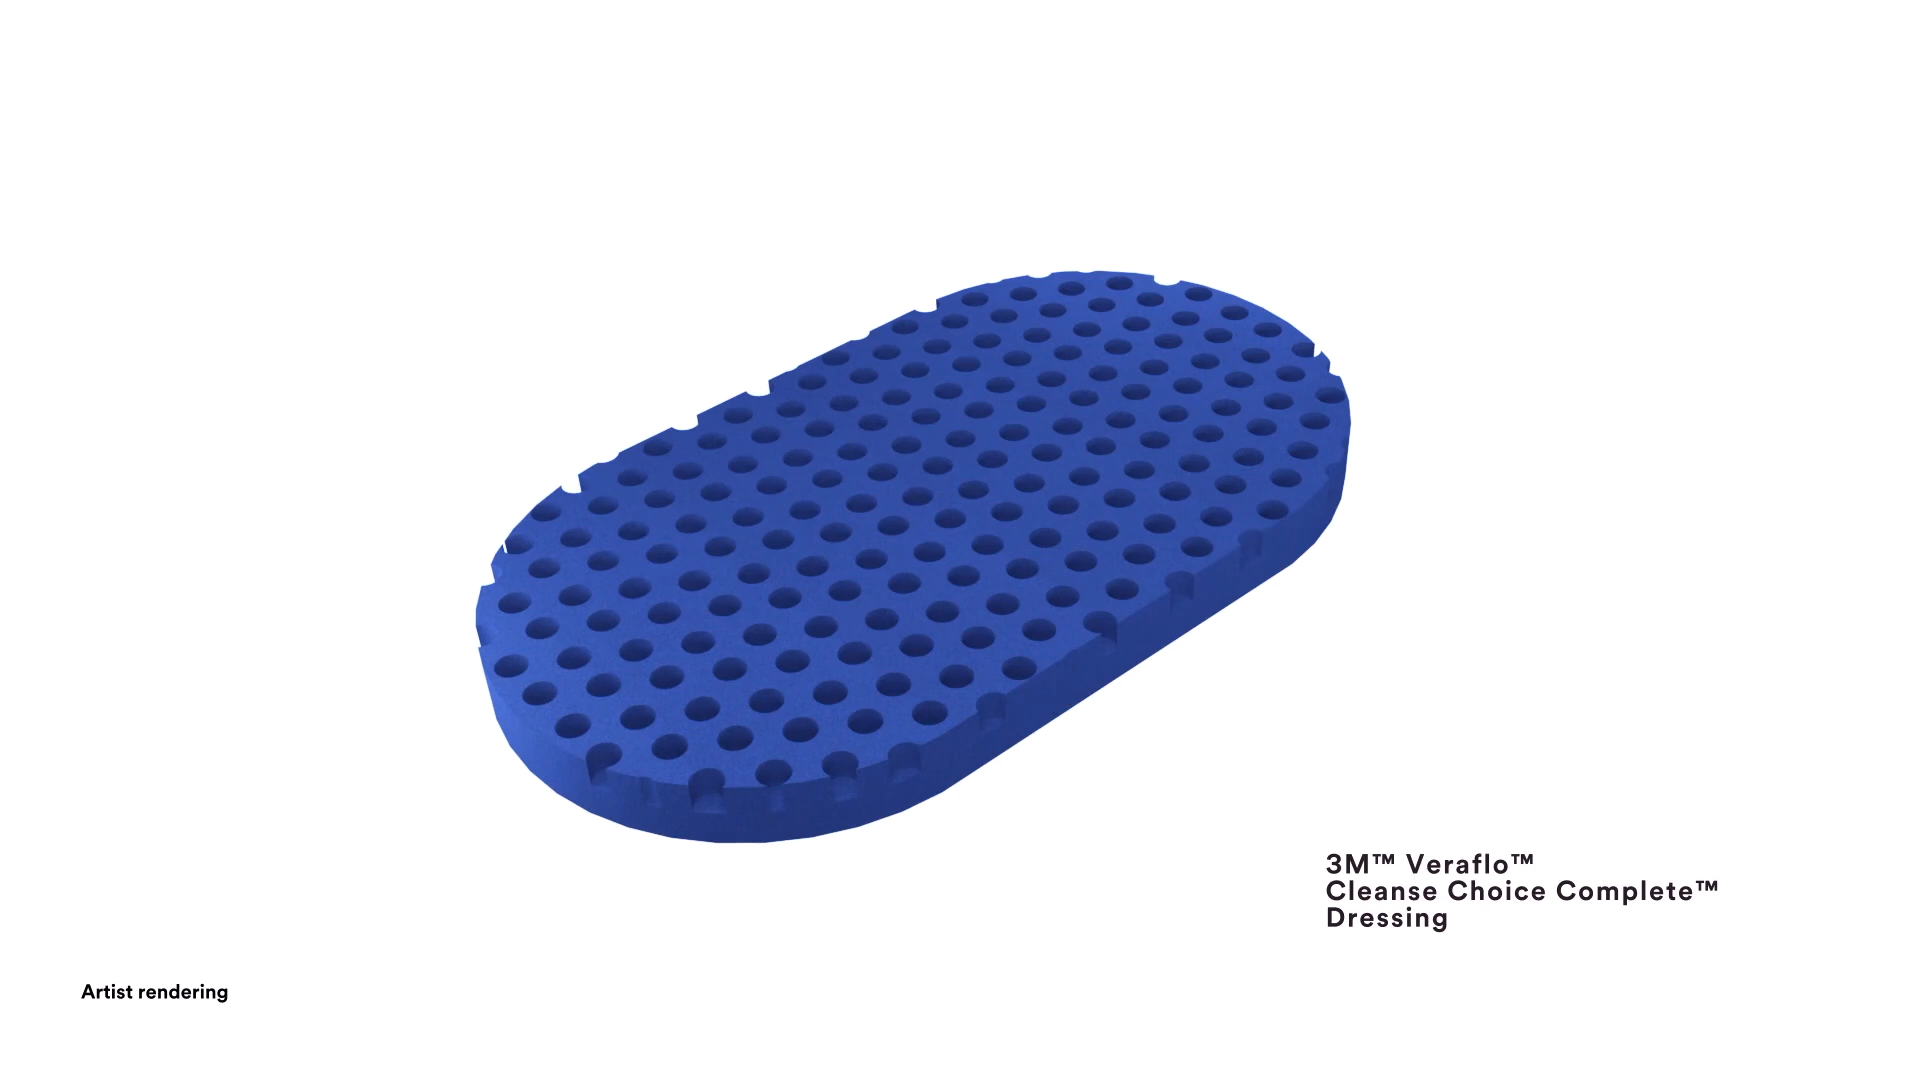 3M™ Veraflo™
Cleanse Choice Complete™
Dressing
Artist rendering